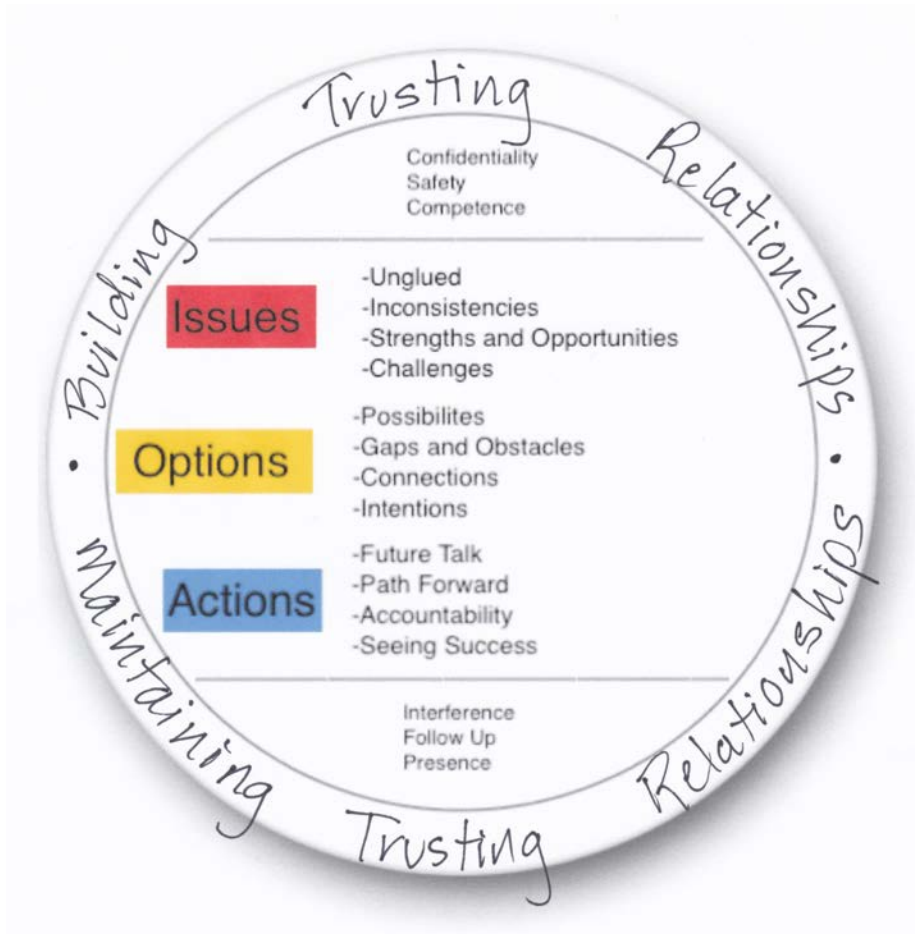 Building Trusting Relationships
Confidentiality
Safety
Competence
Issues
-Unglued
-Inconsistencies
-Strengths and Opportunities
-Challenges
Options
-Possibilites
-Gaps and Obstacles
-Connections
-Intentions
Actions
-Future Talk
-Path Forward
-Accountability
-Seeing Success
Interference
Follow Up
Presence
• Maintaining Trusting Relationships •